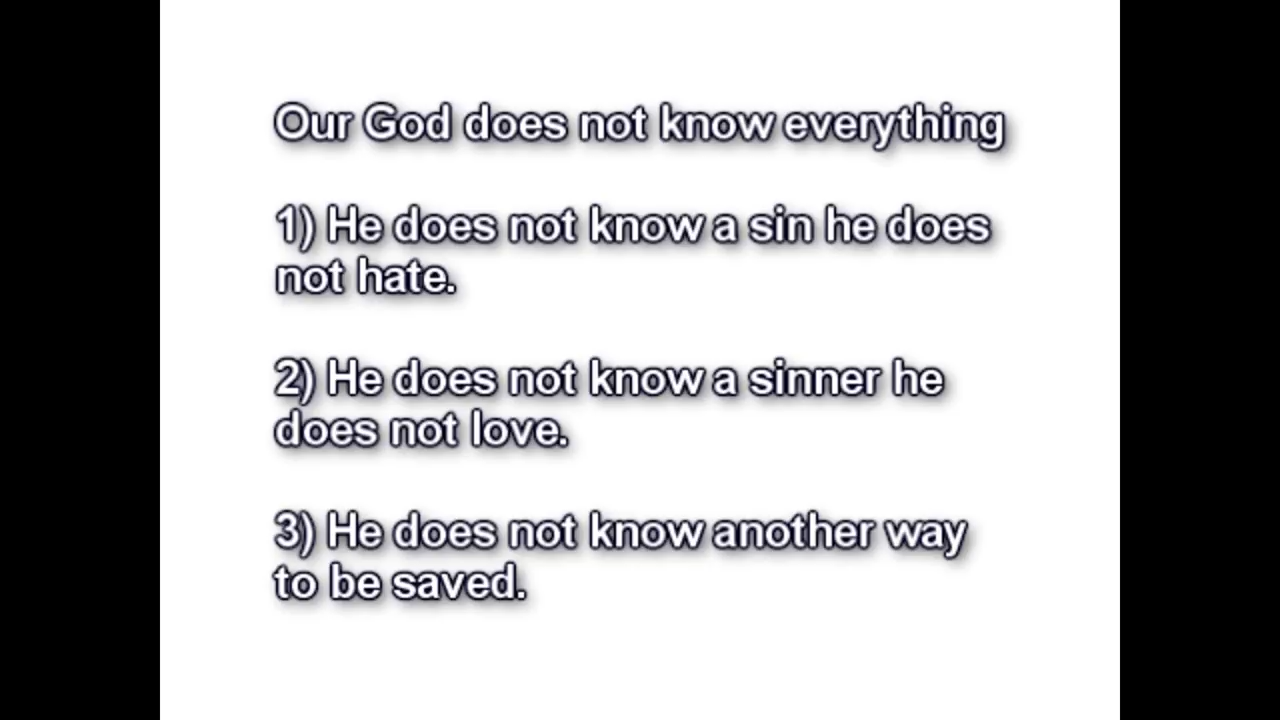 Our God does not know everything
1) He does not know a sin he does
not hate.
2) He does not know a sinner he
does not love.
3) He does not know another way
to be saved.